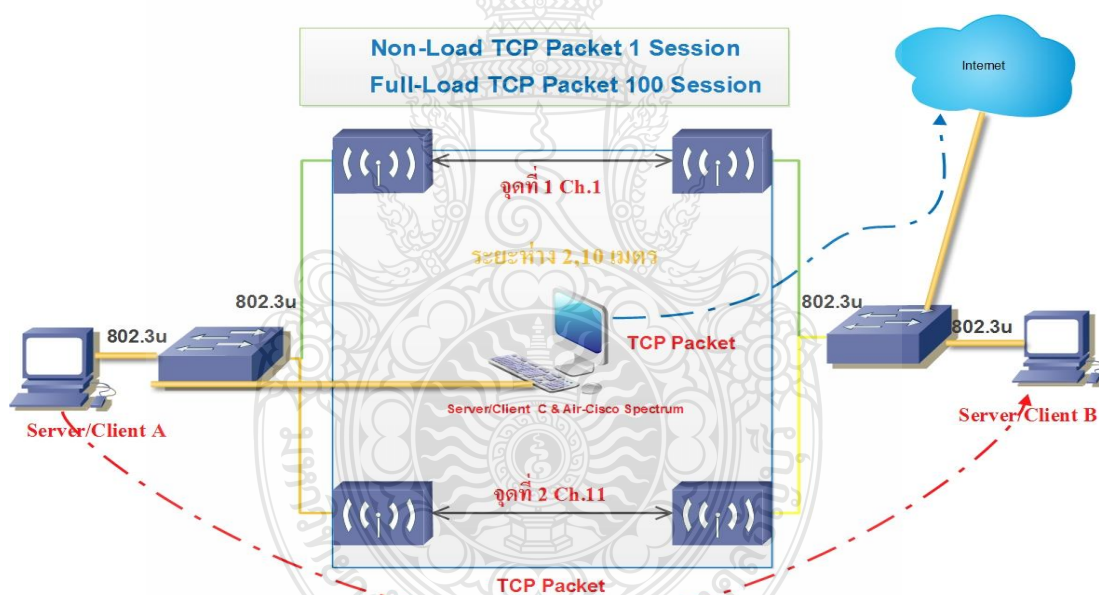 Non-Load TCP Packet 1 Session
Full-Load TCP Packet 100 Session
Internet
จุดที่ 1 Ch.1
ระยะห่าง 2,10 เมตร
802.3u
802.3u
802.3u
802.3u
TCP Packet
Server/Client C & Air-Cisco Spectrum
Server/Client A
Server/Client B
จุดที่ 2 Ch.11
TCP Packet